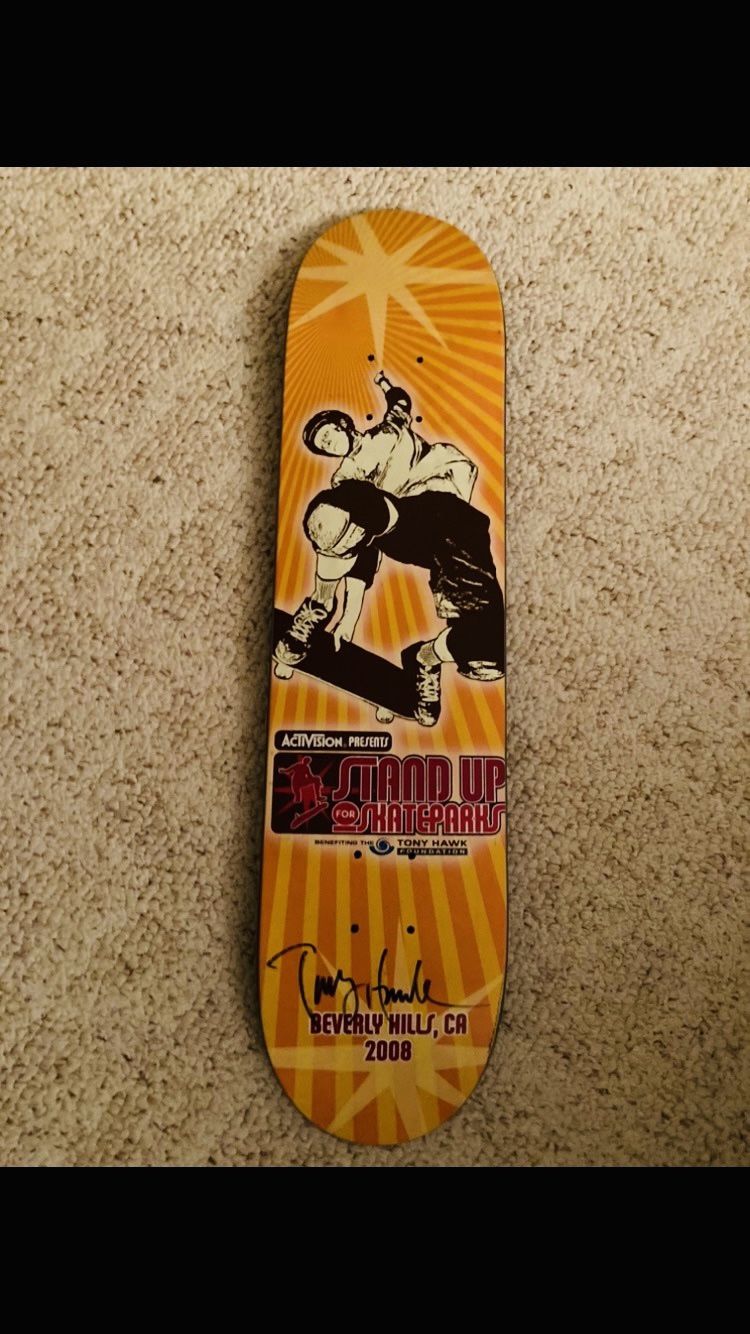 ACTIVISION PRESENTS
STAND UP
FOR SKATEPARKS
BENEFITING THE TONY HAWK
FOUNDATION
Tony Hawk
BEVERLY HILLS, CA
2008